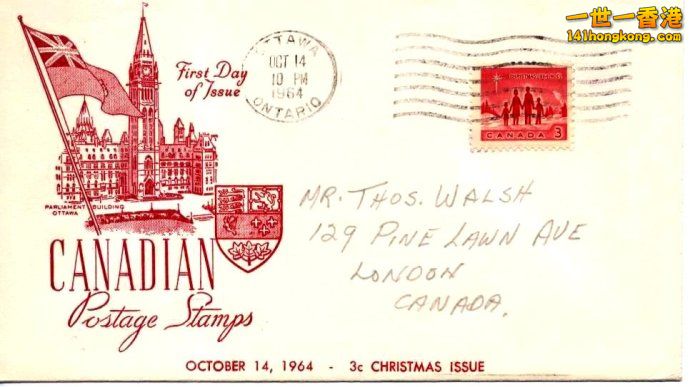 一世一香港
141hongkong.com
First Day
of Issue
OTTAWA
OCT 14
10 PM
1964
ONTARIO
CHRISTMAS
CANADA 3
PARLIAMENT BUILDING
OTTAWA
CANADIAN
Postage Stamps
MR. THOS. WALSH
129 PINE LAWN AVE
LONDON
CANADA.
OCTOBER 14, 1964 - 3c CHRISTMAS ISSUE